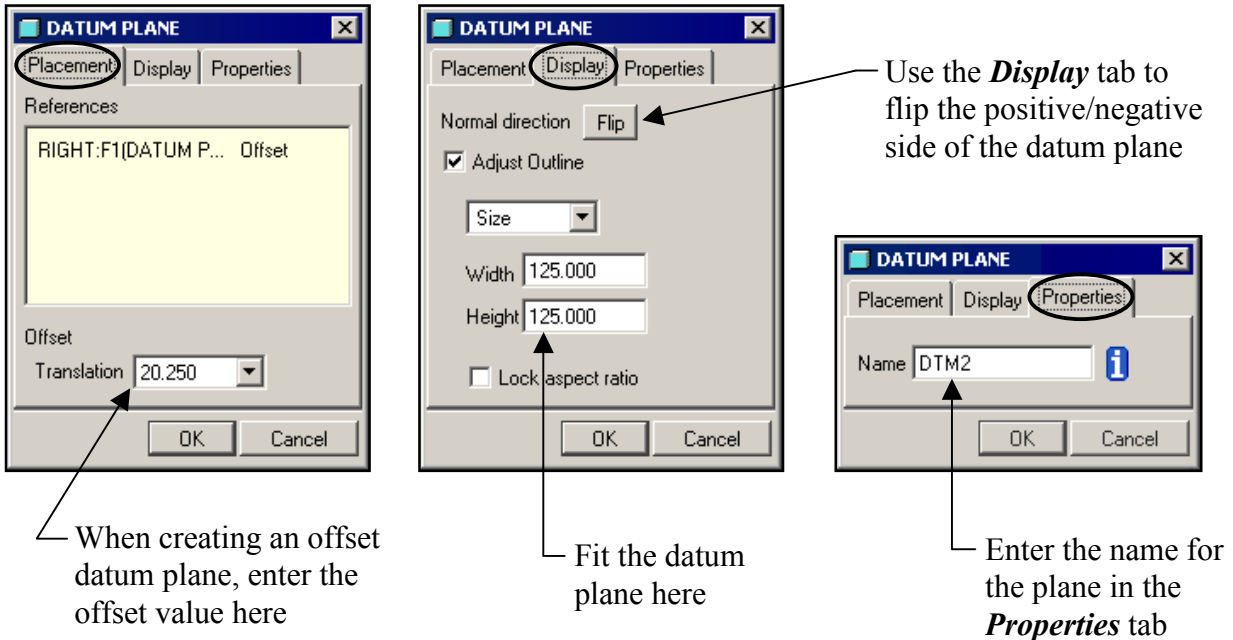 DATUM PLANE
Placement Display Properties
References
RIGHT:F1(DATUM P... Offset
Offset
Translation 20.250
OK Cancel
When creating an offset
datum plane, enter the
offset value here
DATUM PLANE
Placement Display Properties
Normal direction Flip
Adjust Outline
Size
Width 125.000
Height 125.000
Lock aspect ratio
OK Cancel
Fit the datum
plane here
Use the Display tab to
flip the positive/negative
side of the datum plane
DATUM PLANE
Placement Display Properties
Name DTM2
OK Cancel
Enter the name for
the plane in the
Properties tab